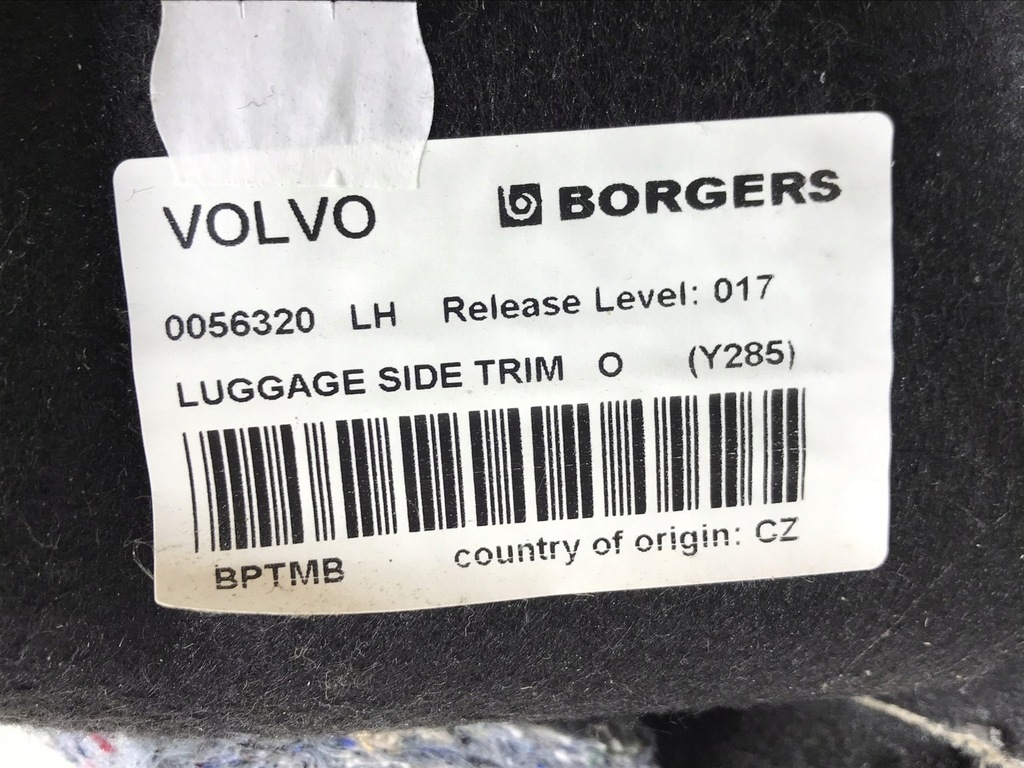 VOLVO BORGERS
0056320 LH Release Level: 017
LUGGAGE SIDE TRIM O (Y285)
BPTMB country of origin: CZ